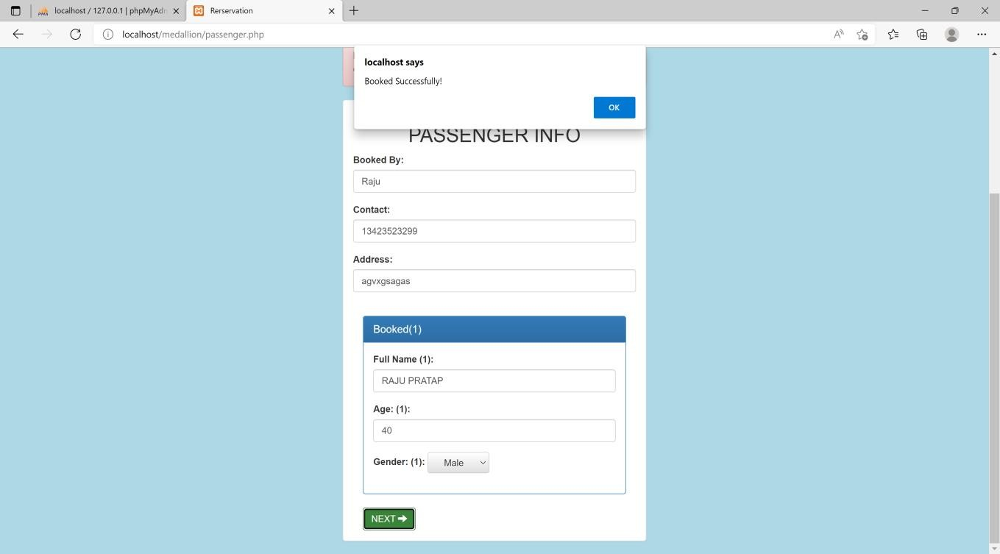 localhost / 127.0.0.1 | phpMyAdm
Rerservation
localhost/medallion/passenger.php
localhost says
Booked Successfully!
OK
PASSENGER INFO
Booked By:
Raju
Contact:
13423523299
Address:
agvxgsagas
Booked(1)
Full Name (1):
RAJU PRATAP
Age: (1):
40
Gender: (1): Male
NEXT